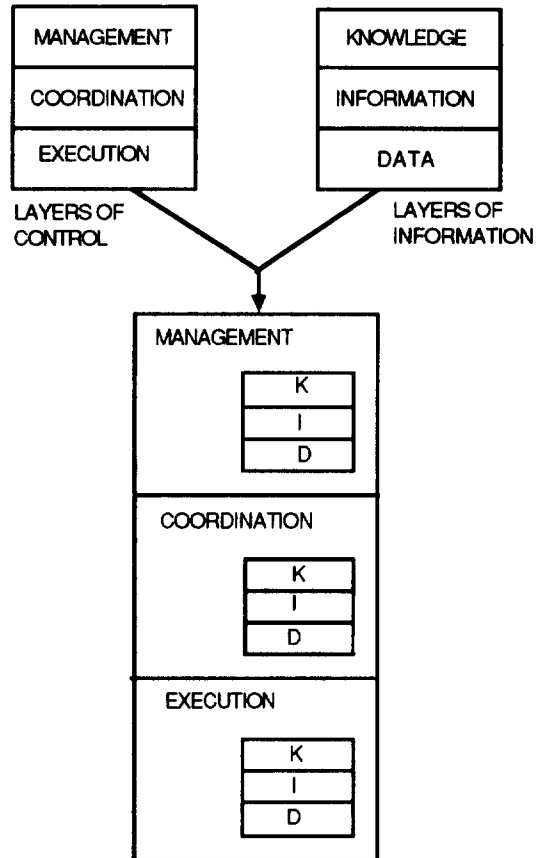 MANAGEMENT
COORDINATION
EXECUTION
LAYERS OF
CONTROL
KNOWLEDGE
INFORMATION
DATA
LAYERS OF
INFORMATION
MANAGEMENT
K
I
D
COORDINATION
K
I
D
EXECUTION
K
I
D